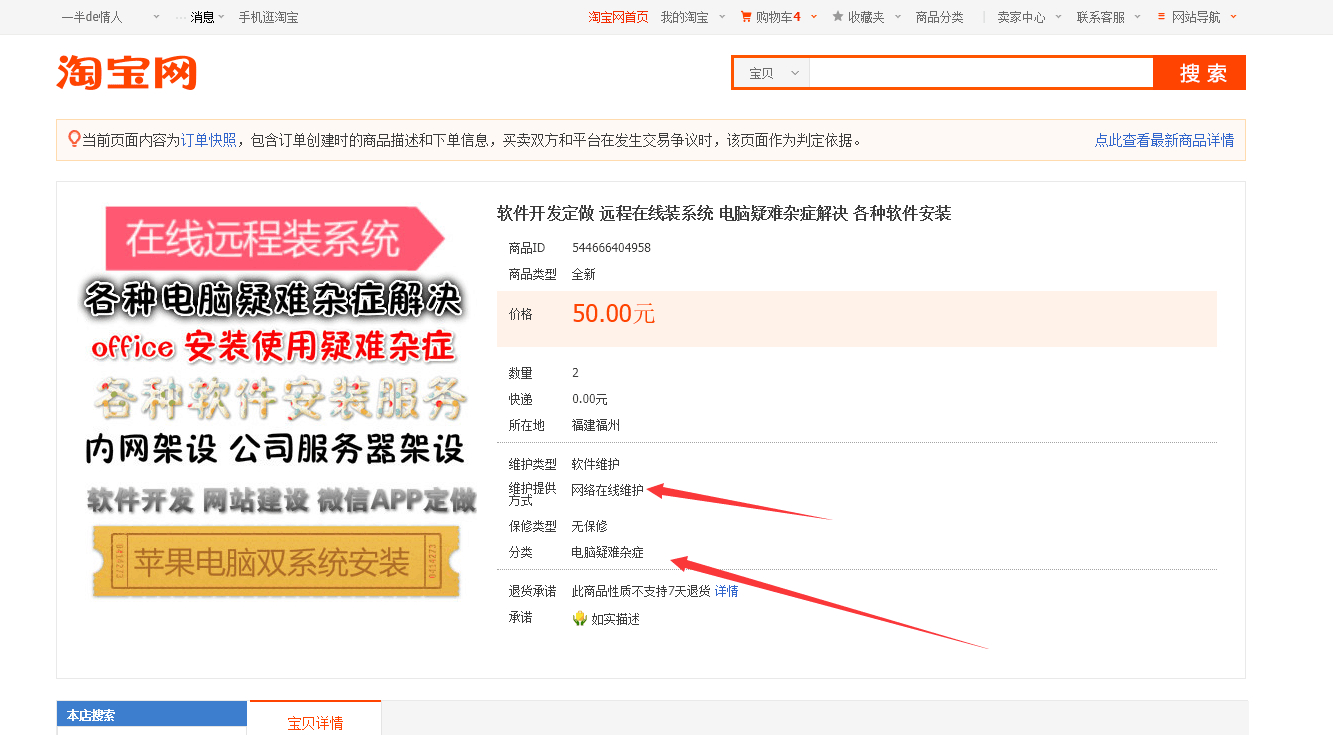 一半de情人 消息 手机逛淘宝 淘宝网首页 我的淘宝 购物车4 收藏夹 商品分类 卖家中心 联系客服 网站导航
淘宝网
宝贝 搜 索
当前页面内容为订单快照，包含订单创建时的商品描述和下单信息，买卖双方和平台在发生交易争议时，该页面作为判定依据。 点此查看最新商品详情
在线远程装系统
各种电脑疑难杂症解决
office 安装使用疑难杂症
各种软件安装服务
内网架设 公司服务器架设
软件开发 网站建设 微信APP定做
苹果电脑双系统安装
软件开发定做 远程在线装系统 电脑疑难杂症解决 各种软件安装
商品ID 544666404958
商品类型 全新
价格 50.00元
数量 2
快递 0.00元
所在地 福建福州
维护类型 软件维护
维护提供
方式 网络在线维护
保修类型 无保修
分类 电脑疑难杂症
退货承诺 此商品性质不支持7天退货 详情
承诺 如实描述
本店搜索
宝贝详情